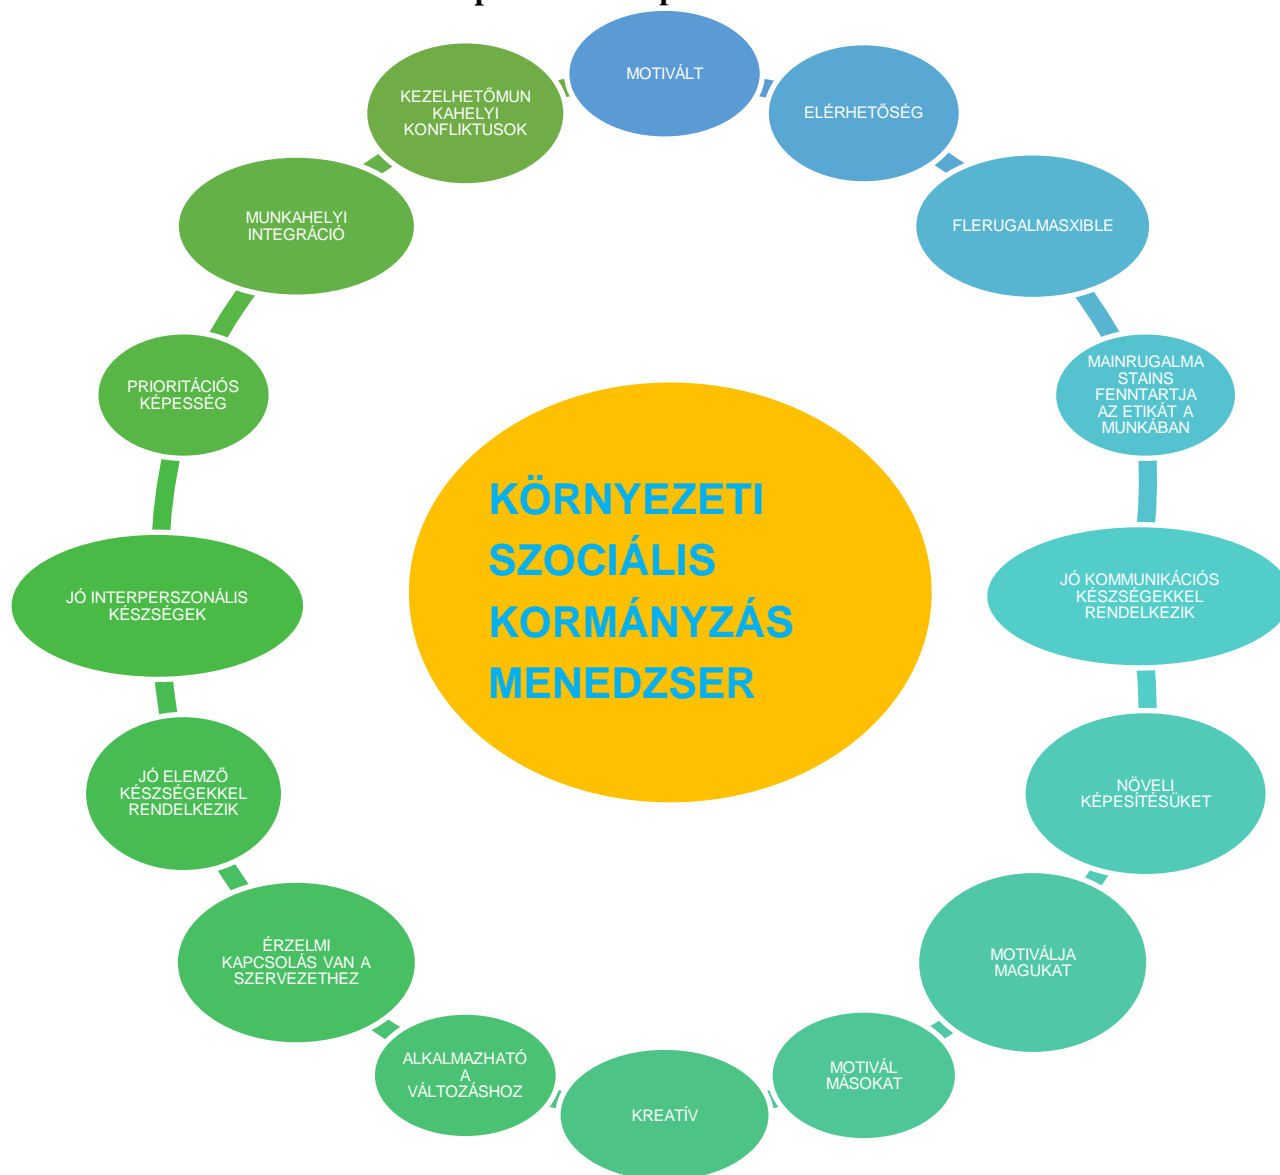 MOTIVÁLT
ELÉRHETŐSÉG
FLERUGALMASXIBLE
MAINRUGALMA
STAINS
FENNTARTJA
AZ ETIKÁT A
MUNKÁBAN
JÓ KOMMUNIKÁCIÓS
KÉSZSÉGEKKEL
RENDELKEZIK
NÖVELI
KÉPESÍTÉSÜKET
MOTIVÁLJA
MAGUKAT
MOTIVÁL
MÁSOKAT
KREATÍV
ALKALMAZHATÓ
A
VÁLTOZÁSHOZ
ÉRZELMI
KAPCSOLÁS VAN A
SZERVEZETHEZ
JÓ ELEMZŐ
KÉSZSÉGEKKEL
RENDELKEZIK
JÓ INTERPERSZONÁLIS
KÉSZSÉGEK
PRIORITÁCIÓS
KÉPESSÉG
MUNKAHELYI
INTEGRÁCIÓ
KEZELHETŐMUN
KAHELYI
KONFLIKTUSOK
KÖRNYEZETI
SZOCIÁLIS
KORMÁNYZÁS
MENEDZSER